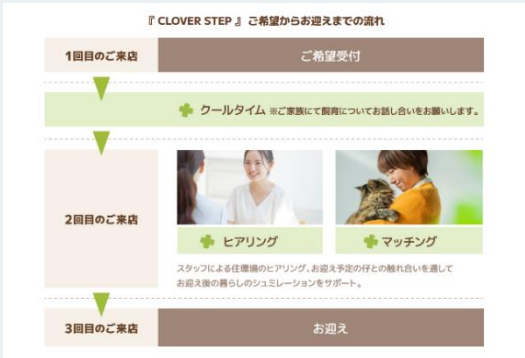 『 CLOVER STEP 』 ご希望からお迎えまでの流れ
1回目のご来店
ご希望受付
クールタイム ※ご家族にて飼育についてお話し合いをお願いします。
2回目のご来店
ヒアリング
マッチング
スタッフによる住環境のヒアリング、お迎え予定の仔との触れ合いを通して
お迎え後の暮らしのシュミレーションをサポート。
3回目のご来店
お迎え